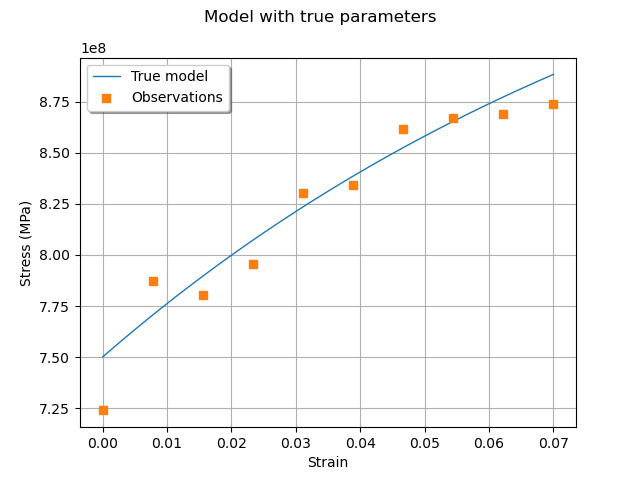 Model with true parameters
1e8
True model
Observations
8.75
8.50
8.25
8.00
7.75
7.50
7.25
Stress (MPa)
0.00 0.01 0.02 0.03 0.04 0.05 0.06 0.07
Strain